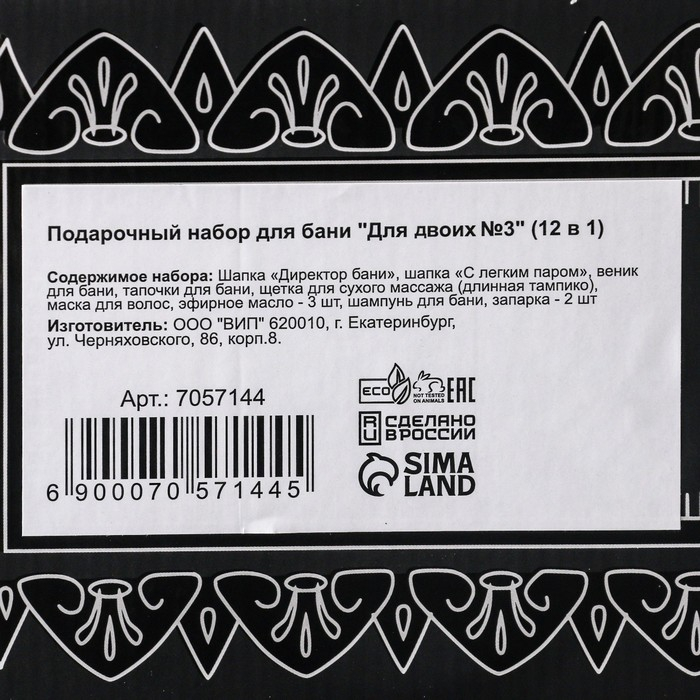 Подарочный набор для бани "Для двоих №3" (12 в 1)
Содержимое набора: Шапка «Директор бани», шапка «С легким паром», веник
для бани, тапочки для бани, щетка для сухого массажа (длинная тампико),
маска для волос, эфирное масло - 3 шт, шампунь для бани, запарка - 2 шт
Изготовитель: ООО "ВИП" 620010, г. Екатеринбург,
ул. Черняховского, 86, корп.8.
Арт.: 7057144
ECO
NOT TESTED
ON ANIMALS
EAC
RU
СДЕЛАНО
В РОССИИ
SIMA
LAND
6 900070 571445